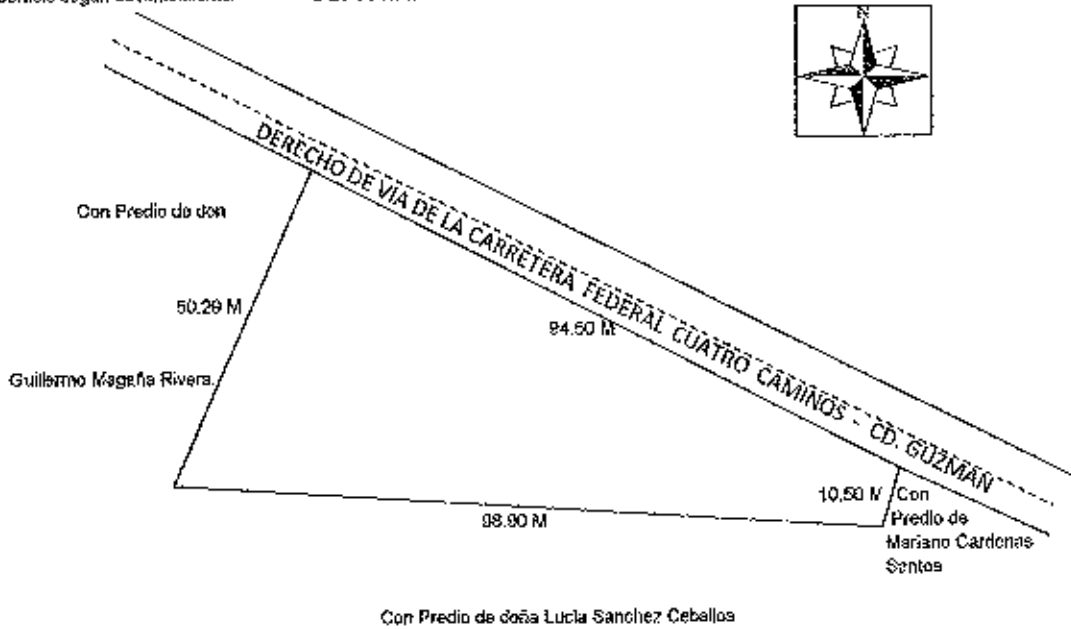 N
DERECHO DE VIA DE LA CARRETERA FEDERAL CUATRO CAMINOS - CD. GUZMAN
Con Predio de don
50.29 M
94.50 M
Guillermo Magaña Rivera.
10.50 M
Con
Predio de
Mariano Cardenas
Santos
98.90 M
Con Predio de doña Lucia Sanchez Ceballos